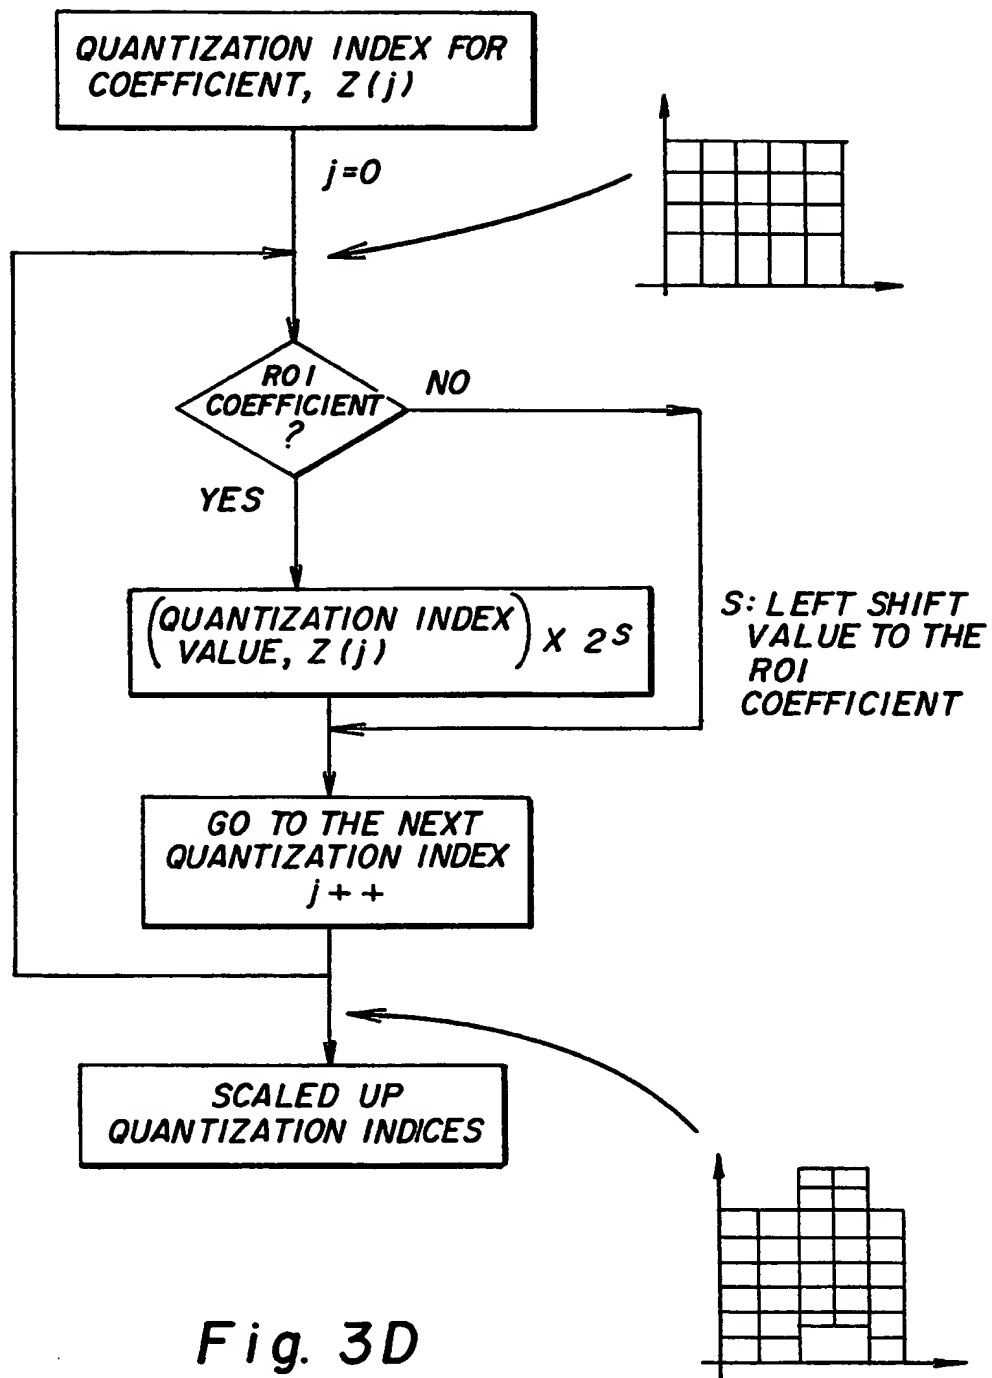 QUANTIZATION INDEX FOR
COEFFICIENT, Z(j)
j=0
ROI
COEFFICIENT
?
NO
YES
(QUANTIZATION INDEX
VALUE, Z(j)) X 2^S
S: LEFT SHIFT
VALUE TO THE
ROI
COEFFICIENT
GO TO THE NEXT
QUANTIZATION INDEX
j++
SCALED UP
QUANTIZATION INDICES
Fig. 3D